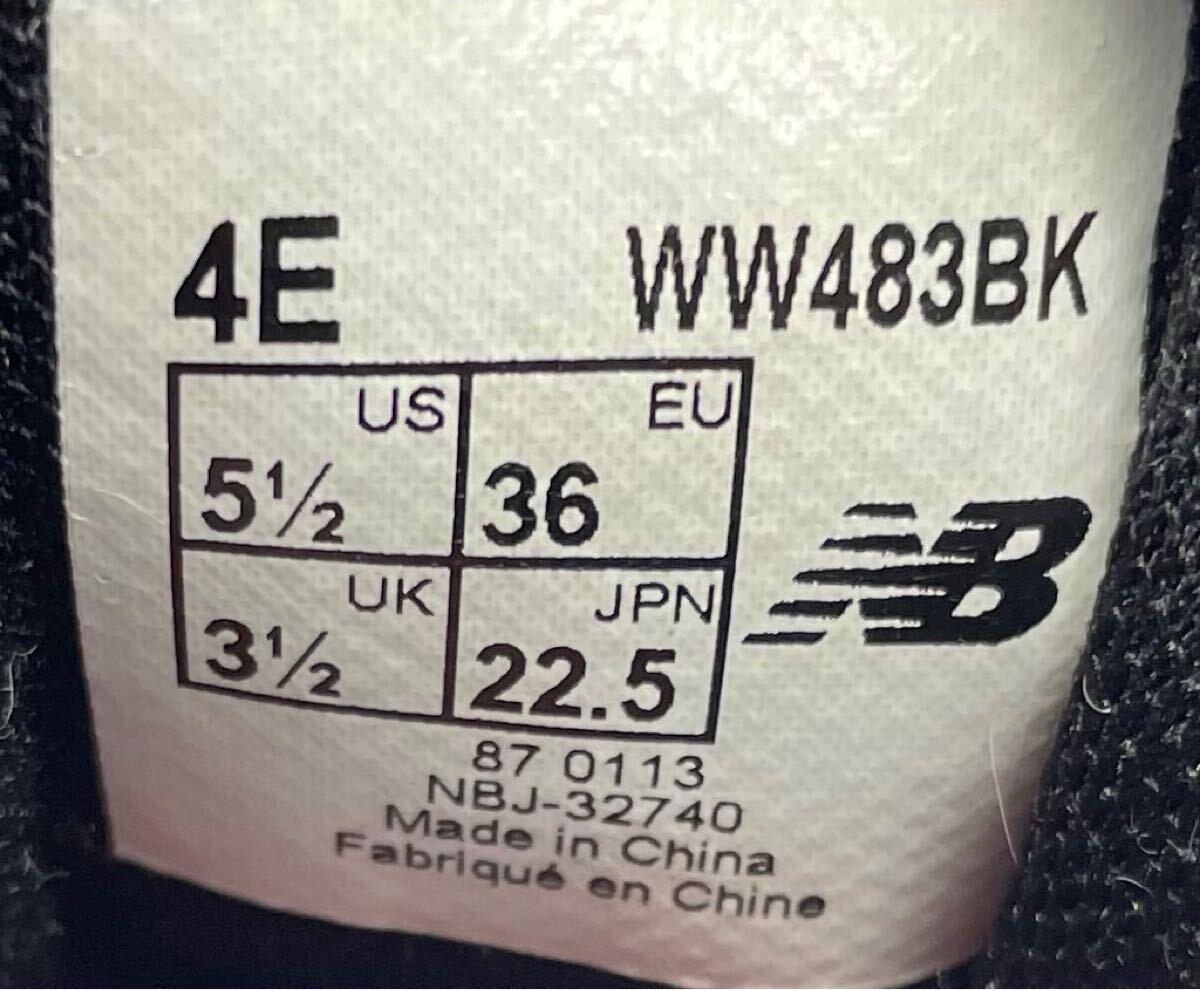 4E WW483BK
US EU
5½ 36
UK JPN
3½ 22.5
87 0113
NBJ-32740
Made in China
Fabriqué en Chine
NB